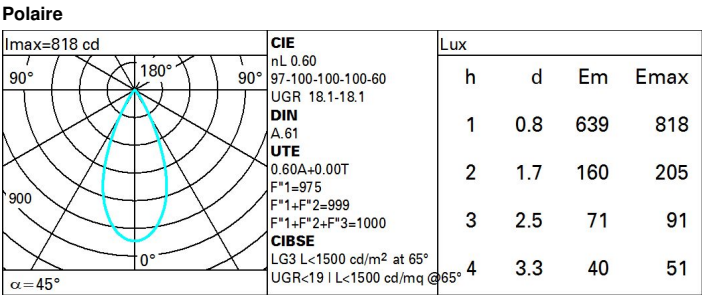 Polaire
Imax=818 cd
90°
180°
90°
900
0°
α=45°
CIE
nL 0.60
97-100-100-100-60
UGR 18.1-18.1
DIN
A.61
UTE
0.60A+0.00T
F"1=975
F"1+F"2=999
F"1+F"2+F"3=1000
CIBSE
LG3 L<1500 cd/m² at 65°
UGR<19 | L<1500 cd/mq @65°
Lux
h d Em Emax
1 0.8 639 818
2 1.7 160 205
3 2.5 71 91
4 3.3 40 51